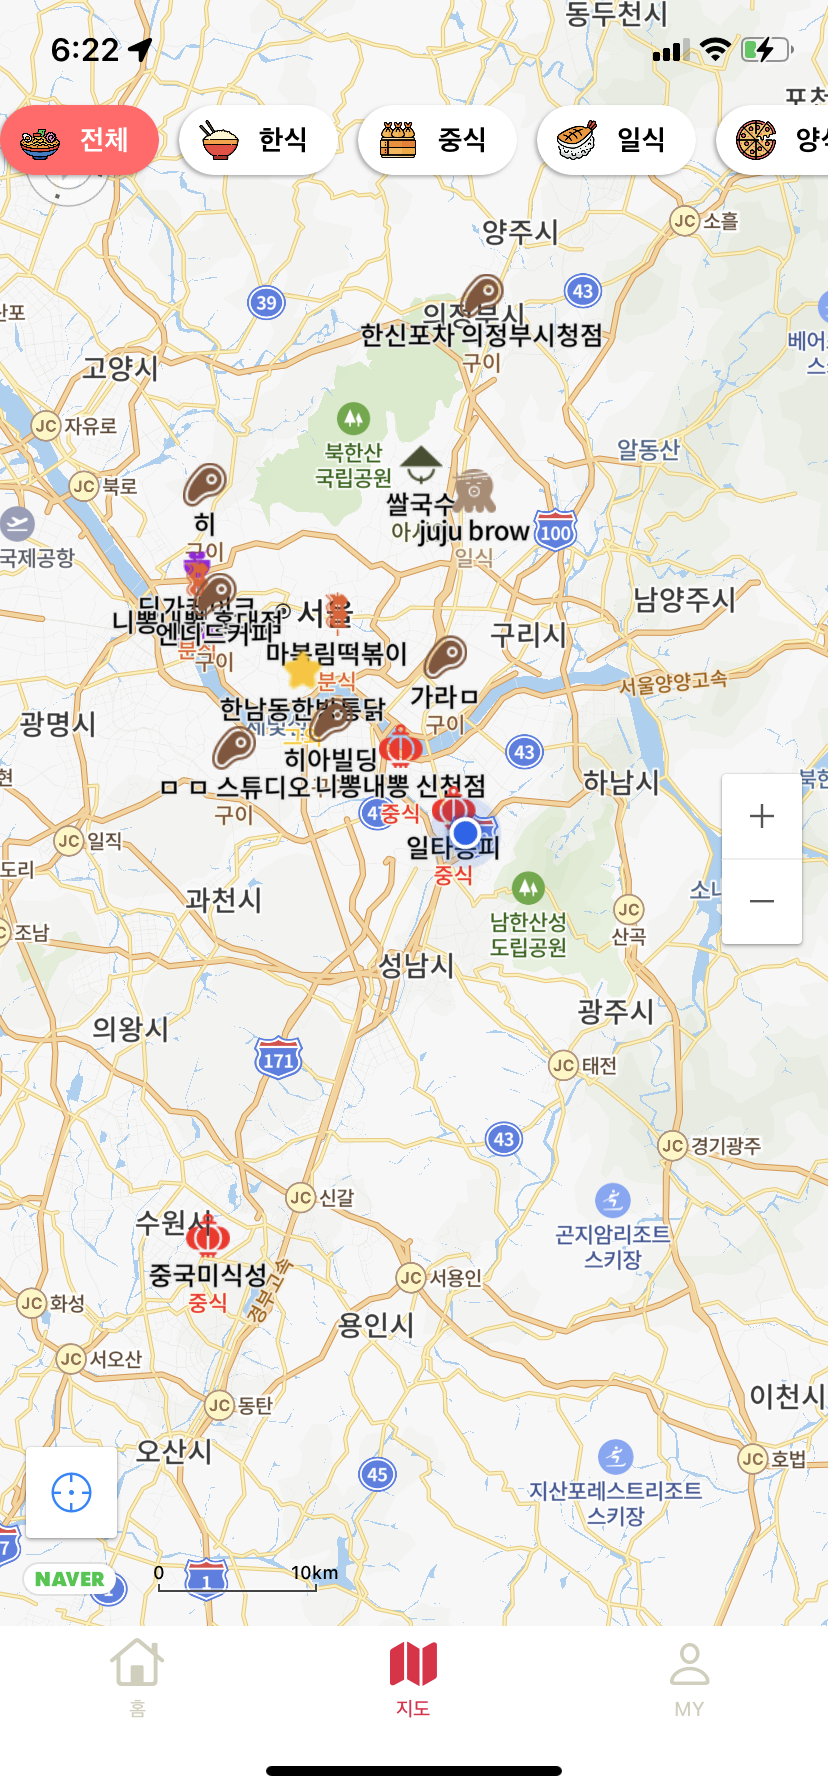 동두천시
6:22
포천
전체
한식
중식
일식
양식
양주시
JC 소흘
39
43
의정부시
한신포차 의정부시청점
구이
고양시
JC 자유로
북한산
국립공원
알동산
JC 북로
히
구이
쌀국수
juju brow
일식
100
국제공항
남양주시
서울
구리시
니뽕내뽕 홍대점
엔더드커피
분식
구이
마복림떡볶이
분식
서울양양고속
가라ㅁ
구이
광명시
한남동한방통닭
43
히아빌딩
하남시
ㅁ ㅁ 스튜디오
니뽕내뽕 신천점
구이
중식
JC 일직
일타쿵피
중식
과천시
남한산성
도립공원
JC
산곡
JC 조남
성남시
의왕시
광주시
171
JC 태전
43
JC 경기광주
JC 신갈
수원시
중국미식성
중식
곤지암리조트
스키장
경부고속
JC 서용인
JC 화성
용인시
JC 서오산
이천시
JC 동탄
오산시
45
JC 호법
지산포레스트리조트
스키장
NAVER
1
0
10km
홈
지도
MY